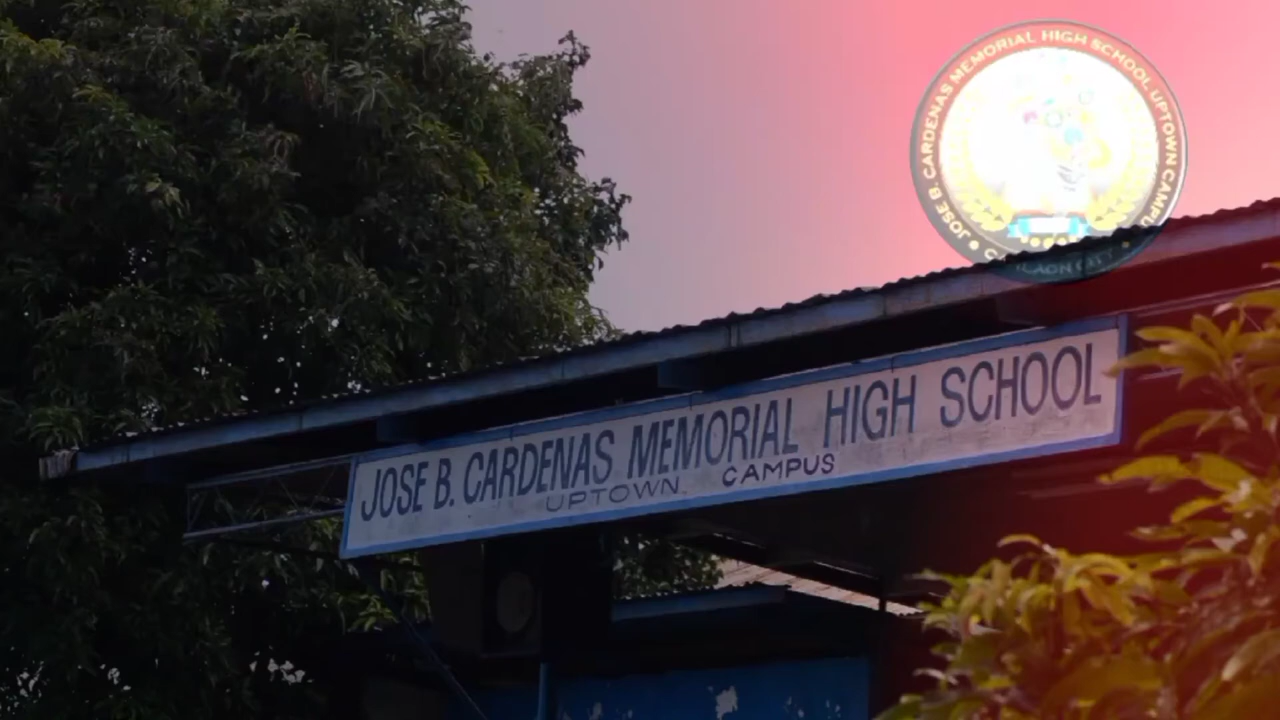 JOSE B. CARDENAS MEMORIAL HIGH SCHOOL UPTOWN CAMPUS
JOSE B. CARDENAS MEMORIAL HIGH SCHOOL
UPTOWN CAMPUS